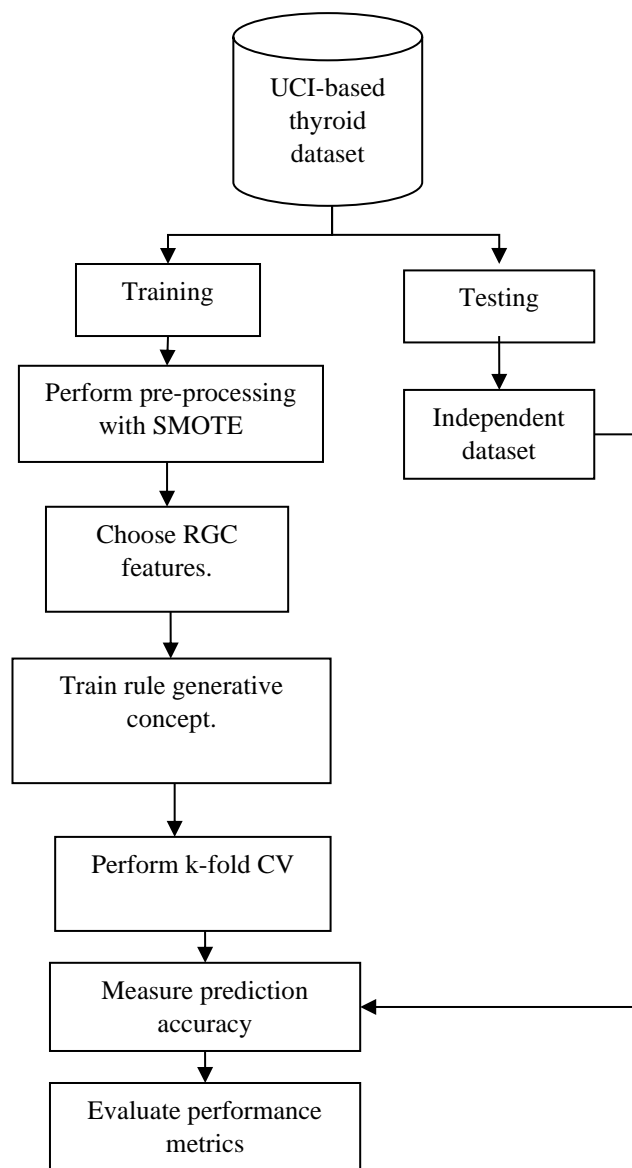 UCI-based
thyroid
dataset
Training
Testing
Perform pre-processing
with SMOTE
Independent
dataset
Choose RGC
features.
Train rule generative
concept.
Perform k-fold CV
Measure prediction
accuracy
Evaluate performance
metrics